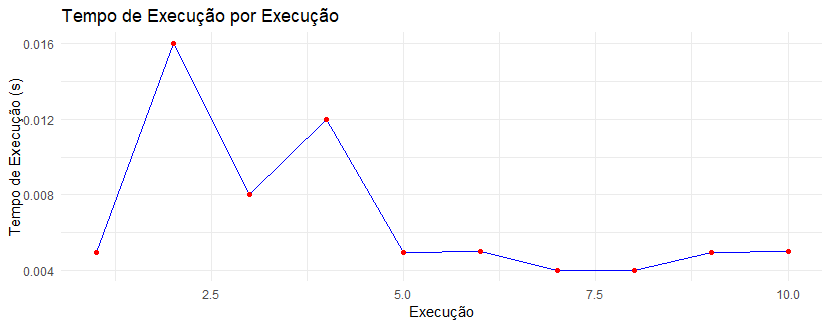 Tempo de Execução por Execução
0.016
0.012
0.008
0.004
Tempo de Execução (s)
2.5 5.0 7.5 10.0
Execução